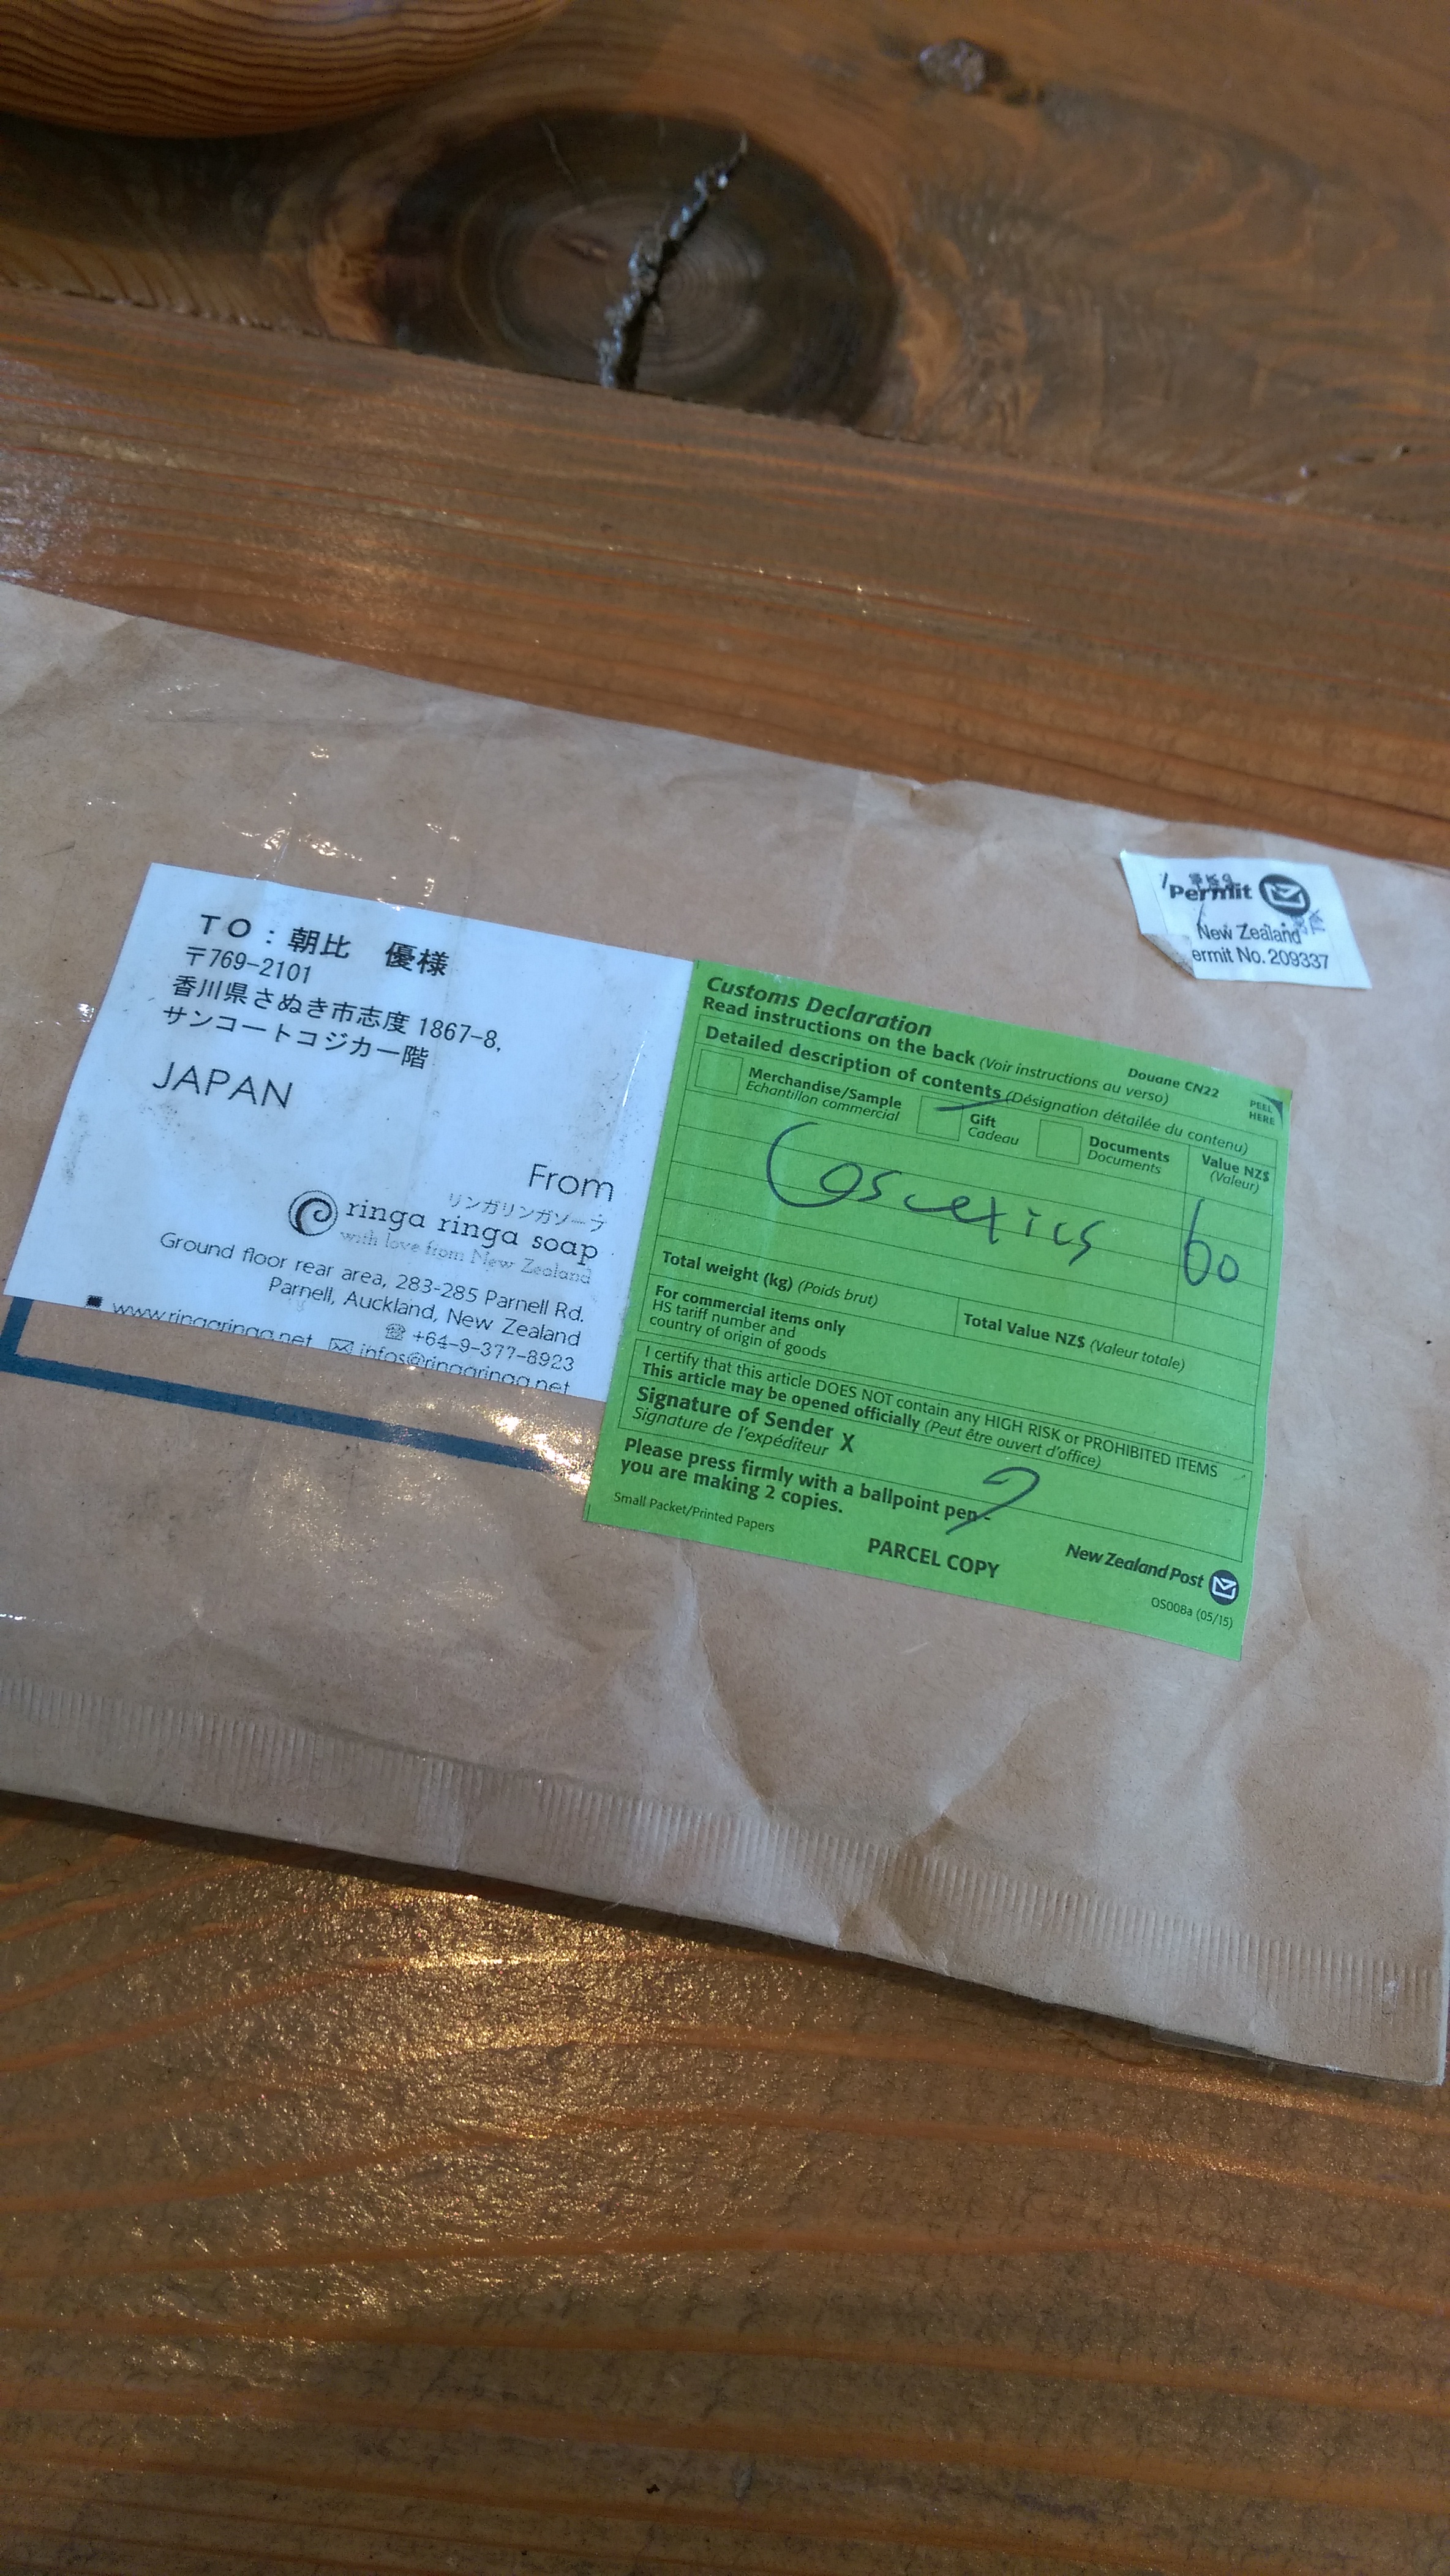 TO：朝比　優様
〒769-2101
香川県さぬき市志度 1867-8,
サンコートコジカ一階
JAPAN
From
リンガリンガソープ
ringa ringa soap
with love from New Zealand
Ground floor rear area, 283-285 Parnell Rd.
Parnell, Auckland, New Zealand
☏ +64-9-377-8923
www.ringaringa.net infos@ringaringa.net
Permit
New Zealand
ermit No. 209337
Customs Declaration
Read instructions on the back (Voir instructions au verso)
Douane CN22
PEEL
HERE
Detailed description of contents (Désignation détailée du contenu)
Merchandise/Sample
Echantillon commercial
Gift
Cadeau
Documents
Documents
Value NZ$
(Valeur)
Cosmetics 60
Total weight (kg) (Poids brut)
Total Value NZ$ (Valeur totale)
For commercial items only
HS tariff number and
country of origin of goods
I certify that this article DOES NOT contain any HIGH RISK or PROHIBITED ITEMS
This article may be opened officially (Peut être ouvert d'office)
Signature of Sender X
Signature de l'expéditeur
Please press firmly with a ballpoint pen -
you are making 2 copies.
Small Packet/Printed Papers
PARCEL COPY
New Zealand Post
OS008a (05/15)